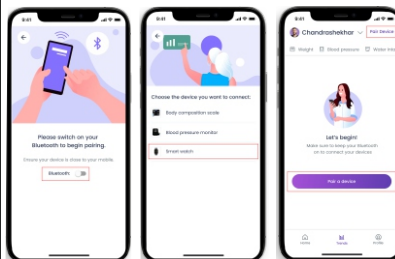 9:41
Please switch on your
Bluetooth to begin pairing.
Ensure your device is close to your mobile.
Bluetooth
9:41
Choose the device you want to connect:
Body composition scale
Blood pressure monitor
Smart watch
9:41
Chandrashekhar
Pair Device
Weight
Blood pressure
Let's begin!
Make sure to keep your Bluetooth
on to connect your devices
Pair a device
Home
Trends
Profile